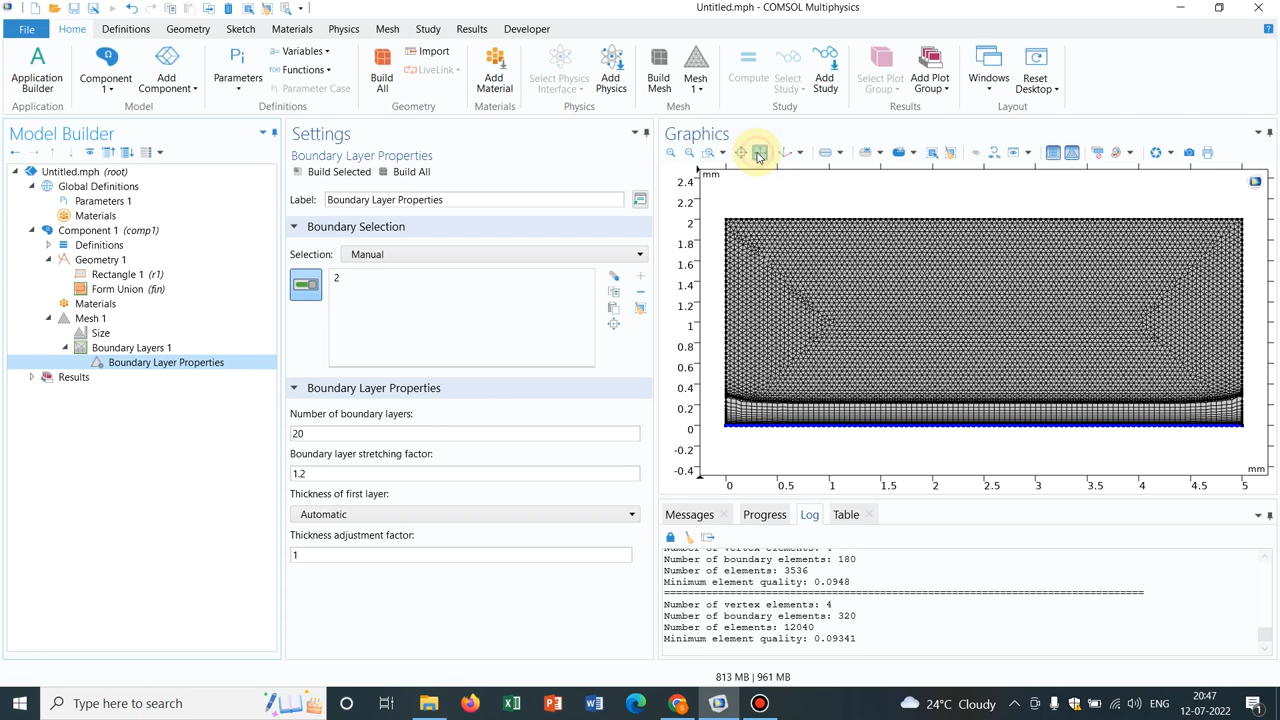 Untitled.mph - COMSOL Multiphysics
File Home Definitions Geometry Sketch Materials Physics Mesh Study Results Developer
Application Builder
Component 1
Add Component
Parameters
a= Variables
f(x) Functions
Parameter Case
Build All
Import
LiveLink
Add Material
Select Physics Interface
Add Physics
Build Mesh
Mesh 1
Compute
Select Study
Add Study
Select Plot Group
Add Plot Group
Windows
Reset Desktop
Application Model Definitions Geometry Materials Physics Mesh Study Results Layout
Model Builder
Untitled.mph (root)
Global Definitions
Pi Parameters 1
Materials
Component 1 (comp1)
Definitions
Geometry 1
Rectangle 1 (r1)
Form Union (fin)
Materials
Mesh 1
Size
Boundary Layers 1
Boundary Layer Properties
Results
Settings
Boundary Layer Properties
Build Selected Build All
Label: Boundary Layer Properties
Boundary Selection
Selection: Manual
2
Boundary Layer Properties
Number of boundary layers:
20
Boundary layer stretching factor:
1.2
Thickness of first layer:
Automatic
Thickness adjustment factor:
1
Graphics
mm
2.4
2.2
2
1.8
1.6
1.4
1.2
1
0.8
0.6
0.4
0.2
0
-0.2
-0.4
mm
0 0.5 1 1.5 2 2.5 3 3.5 4 4.5 5
Messages Progress Log Table
Number of vertex elements: 4
Number of boundary elements: 180
Number of elements: 3536
Minimum element quality: 0.0948
Number of vertex elements: 4
Number of boundary elements: 320
Number of elements: 12040
Minimum element quality: 0.09341
813 MB | 961 MB
Type here to search
24°C Cloudy
ENG
20:47
12-07-2022